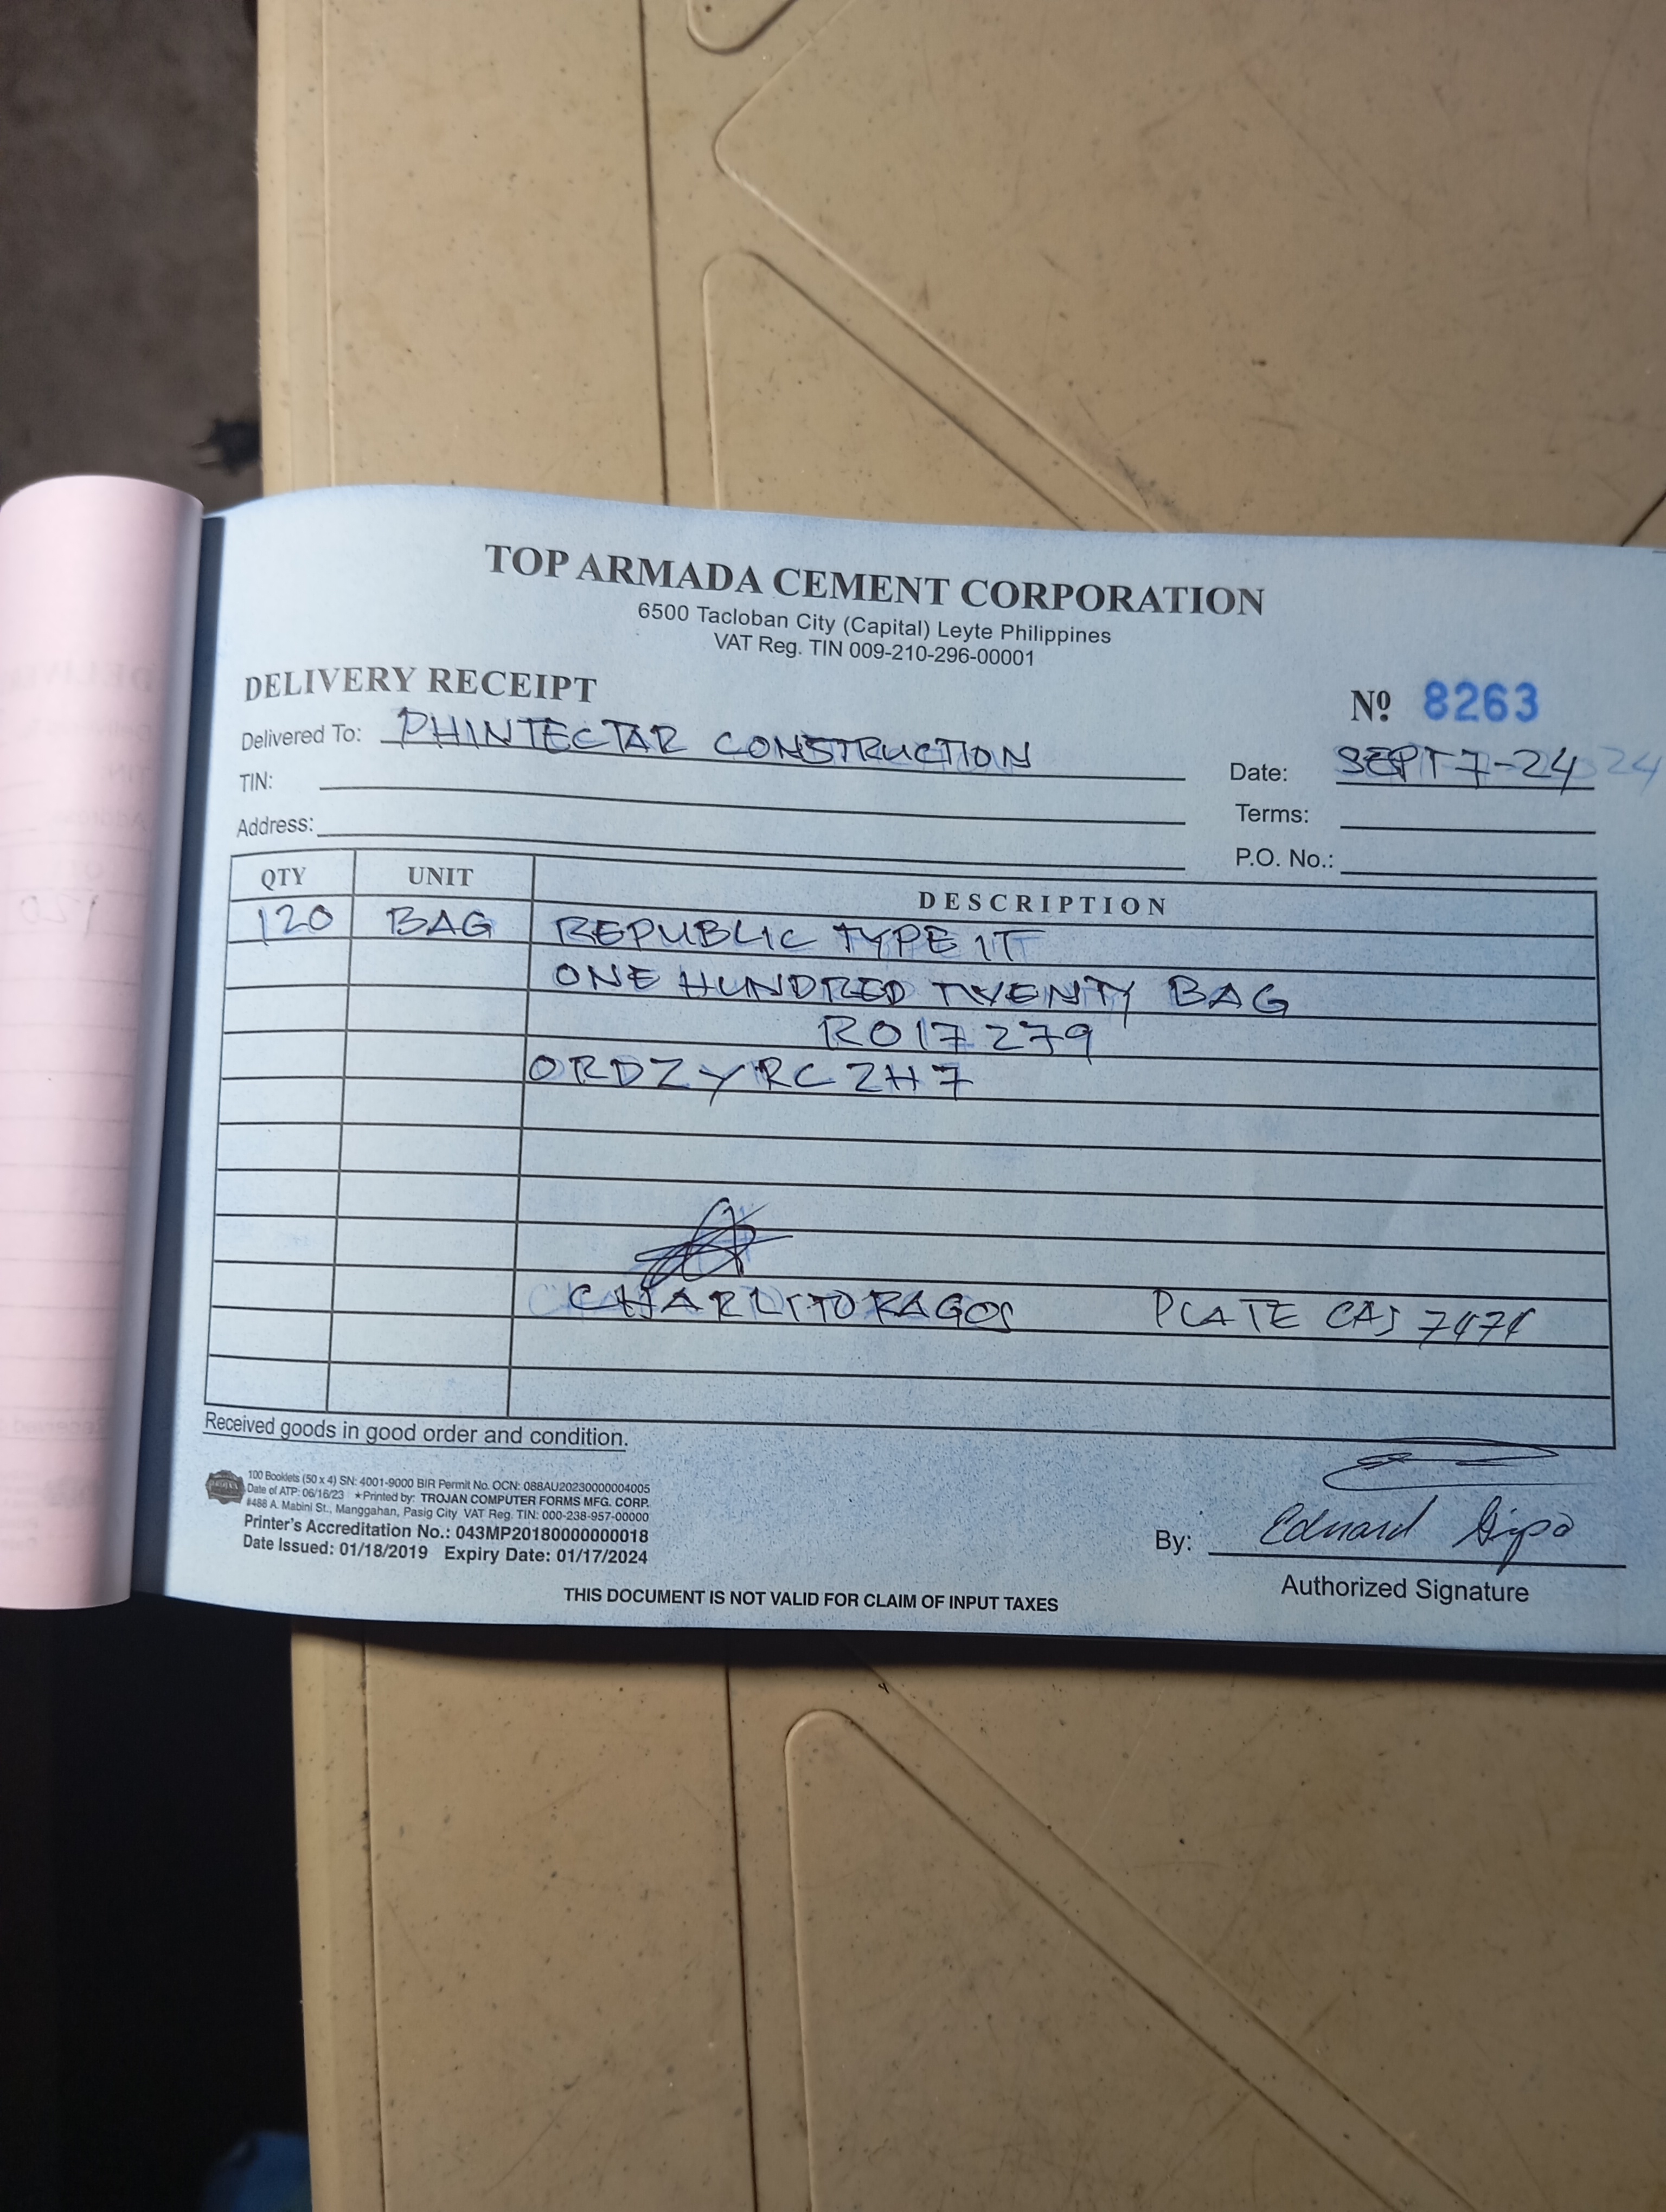 TOP ARMADA CEMENT CORPORATION
6500 Tacloban City (Capital) Leyte Philippines
VAT Reg. TIN 009-210-296-00001
DELIVERY RECEIPT
Nº 8263
Delivered To: PHINTECTAR CONSTRUCTION
Date: SEPT 7-24
TIN:
Terms:
Address:
P.O. No.:
QTY UNIT DESCRIPTION
120 BAG REPUBLIC TYPE 1T
ONE HUNDRED TWENTY BAG
R017279
ORDZYRC2H7
CHARLITO RAGOS PLATE CAS
Received goods in good order and condition.
100 Booklets (50 x 4) SN: 4001-9000 BIR Permit No. OCN: 088AU20230000004005
Date of ATP: 06/16/23 ★Printed by: TROJAN COMPUTER FORMS MFG. CORP.
#488 A. Mabini St., Manggahan, Pasig City VAT Reg. TIN: 000-238-957-00000
Printer's Accreditation No.: 043MP20180000000018
Date Issued: 01/18/2019 Expiry Date: 01/17/2024
By: Eduard
Authorized Signature
THIS DOCUMENT IS NOT VALID FOR CLAIM OF INPUT TAXES